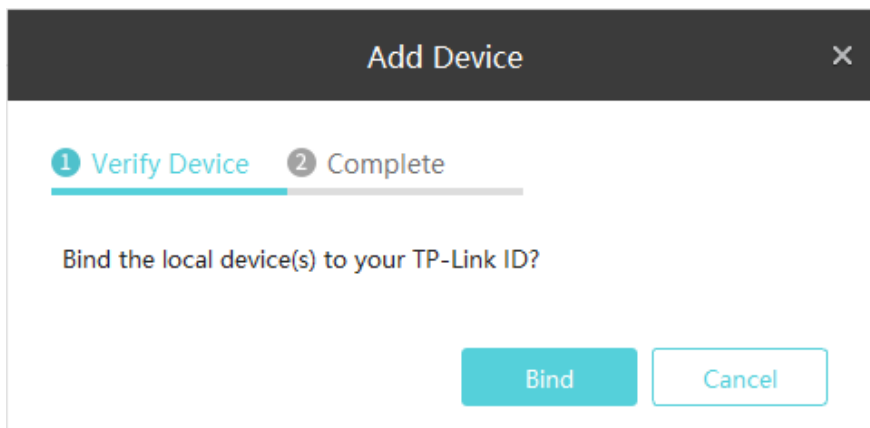 Add Device
1 Verify Device 2 Complete
Bind the local device(s) to your TP-Link ID?
Bind Cancel